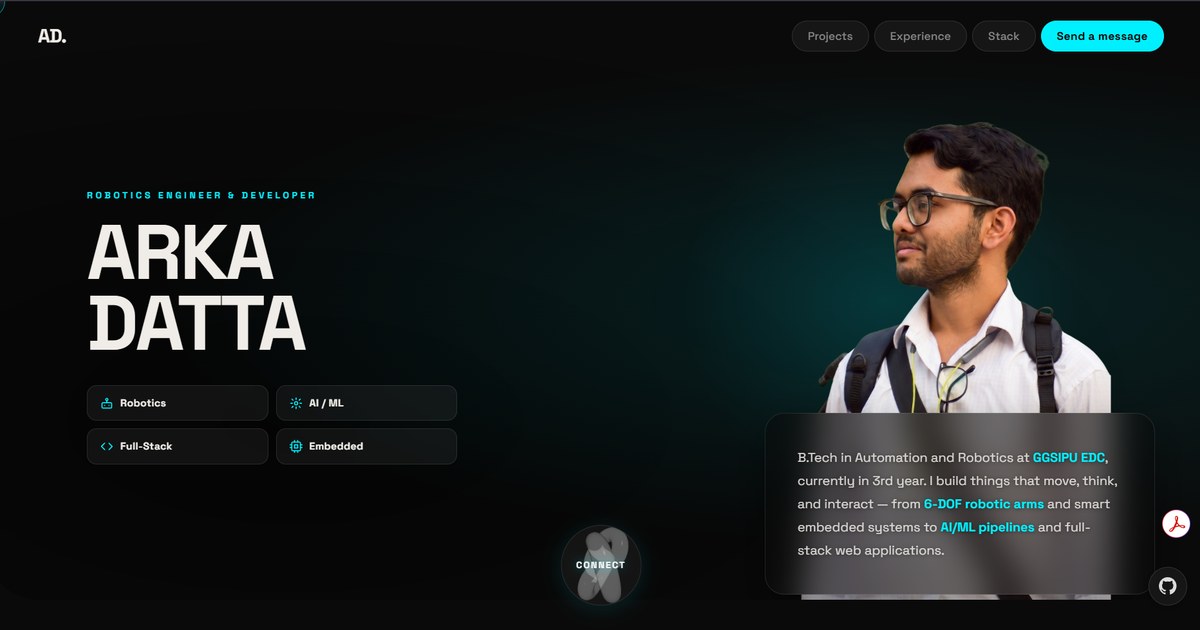 AD.
Projects
Experience
Stack
Send a message
ROBOTICS ENGINEER & DEVELOPER
ARKA
DATTA
Robotics
AI / ML
Full-Stack
Embedded
B.Tech in Automation and Robotics at GGSIPU EDC,
currently in 3rd year. I build things that move, think,
and interact — from 6-DOF robotic arms and smart
embedded systems to AI/ML pipelines and full-
stack web applications.
CONNECT